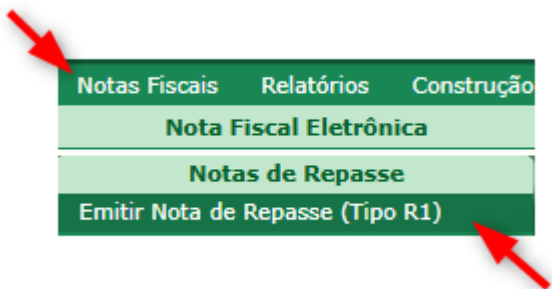 Notas Fiscais Relatórios Construção
Nota Fiscal Eletrônica
Notas de Repasse
Emitir Nota de Repasse (Tipo R1)